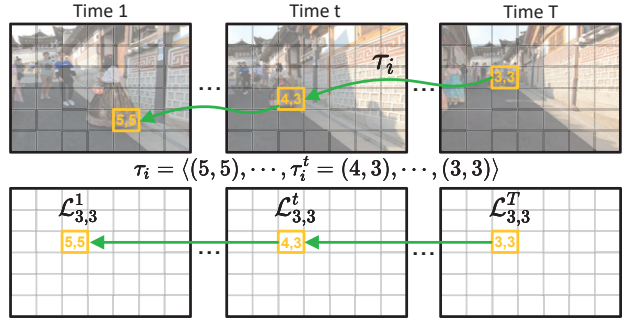 Time 1 Time t Time T
τ_i
... ...
5,5 4,3 3,3
τ_i = ⟨(5, 5), ⋯, τ_i^t = (4, 3), ⋯, (3, 3)⟩
ℒ^1_{3,3} ℒ^t_{3,3} ℒ^T_{3,3}
5,5 4,3 3,3
... ...